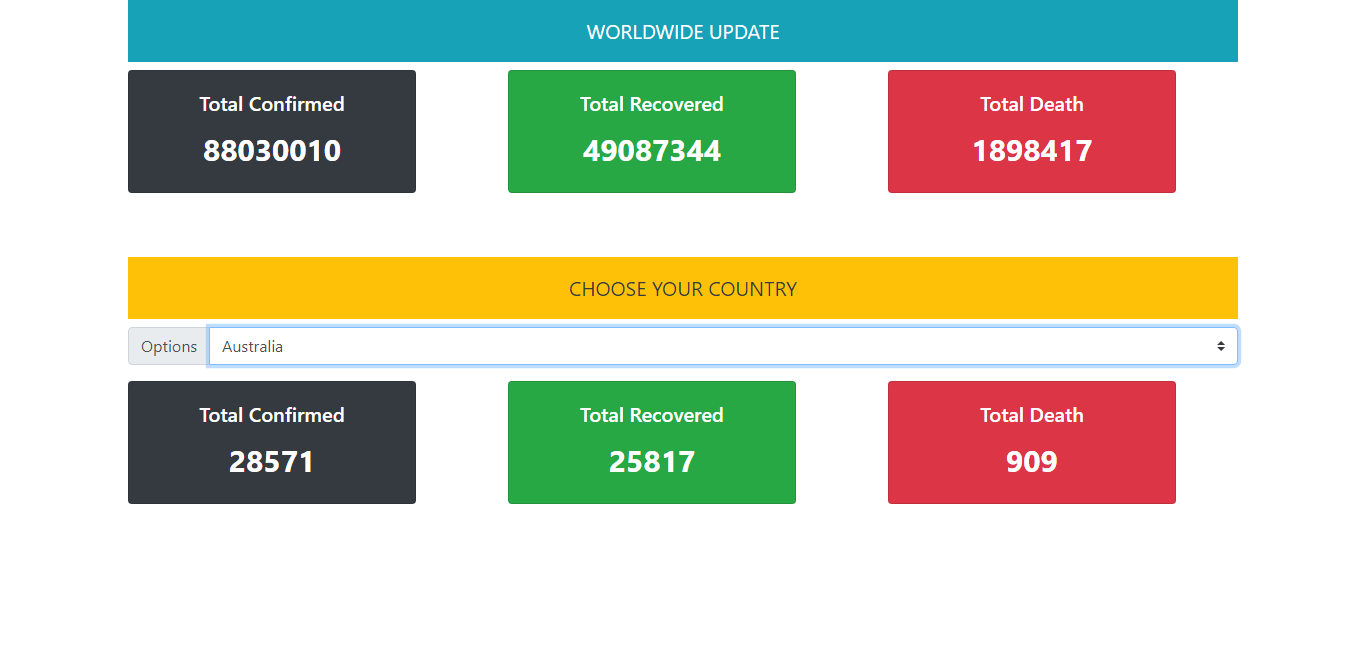 WORLDWIDE UPDATE
Total Confirmed
88030010
Total Recovered
49087344
Total Death
1898417
CHOOSE YOUR COUNTRY
Options
Australia
Total Confirmed
28571
Total Recovered
25817
Total Death
909